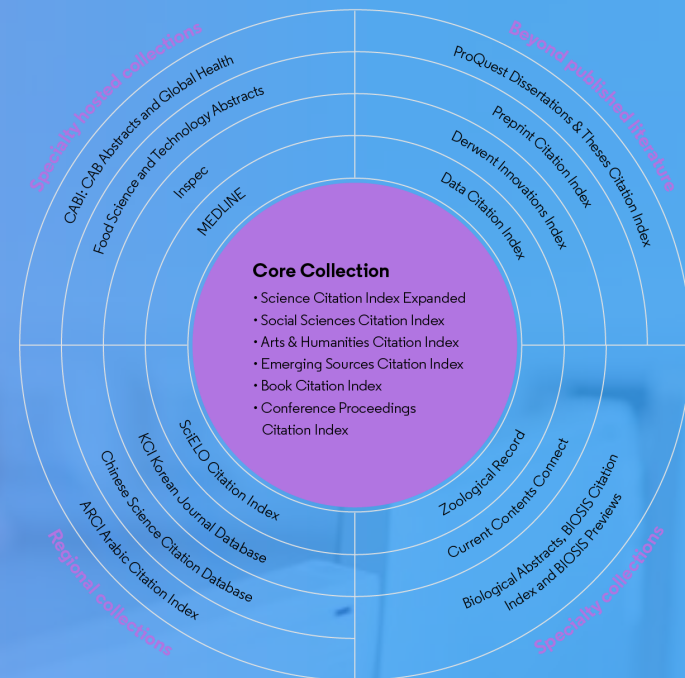 Specialty hosted collections
CABI: CAB Abstracts and Global Health
Food Science and Technology Abstracts
Inspec
MEDLINE
Beyond published literature
ProQuest Dissertations & Theses Citation Index
Preprint Citation Index
Derwent Innovations Index
Data Citation Index
Core Collection
• Science Citation Index Expanded
• Social Sciences Citation Index
• Arts & Humanities Citation Index
• Emerging Sources Citation Index
• Book Citation Index
• Conference Proceedings
Citation Index
SciELO Citation Index
KCI Korean Journal Database
Chinese Science Citation Database
ARCI Arabic Citation Index
Regional collections
Zoological Record
Current Contents Connect
Biological Abstracts, BIOSIS Citation
Index and BIOSIS Previews
Specialty collections